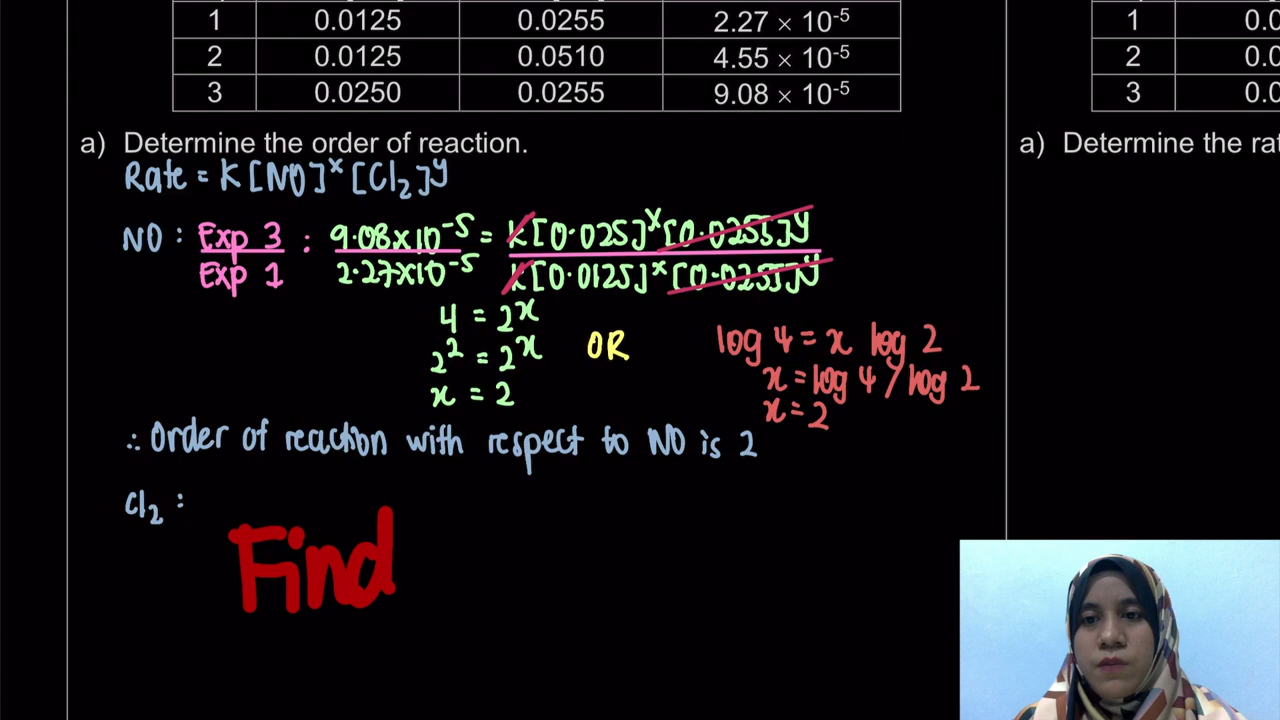 1 0.0125 0.0255 2.27 × 10⁻⁵ 1 0.0
2 0.0125 0.0510 4.55 × 10⁻⁵ 2 0.0
3 0.0250 0.0255 9.08 × 10⁻⁵ 3 0.0
a) Determine the order of reaction.
Rate = K[NO]ˣ[Cl₂]ʸ
NO : Exp 3 : 9.08x10⁻⁵ = K[0.025]ˣ[0.0255]ʸ
Exp 1 2.27x10⁻⁵ K[0.0125]ˣ[0.0255]ʸ
4 = 2ˣ
2² = 2ˣ
x = 2
OR
log 4 = x log 2
x = log 4 / log 2
x = 2
∴ Order of reaction with respect to NO is 2
Cl₂ :
Find
a) Determine the rat